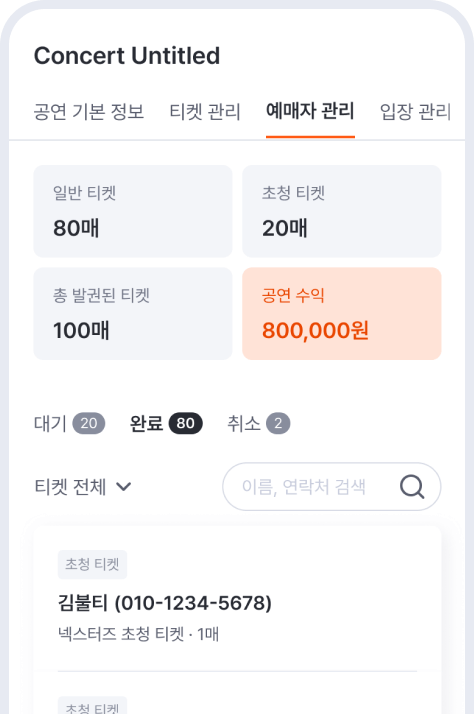 Concert Untitled
공연 기본 정보 티켓 관리 예매자 관리 입장 관리
일반 티켓 초청 티켓
80매 20매
총 발권된 티켓 공연 수익
100매 800,000원
대기 20 완료 80 취소 2
티켓 전체 이름, 연락처 검색
초청 티켓
김불티 (010-1234-5678)
넥스터즈 초청 티켓 · 1매
초청 티켓